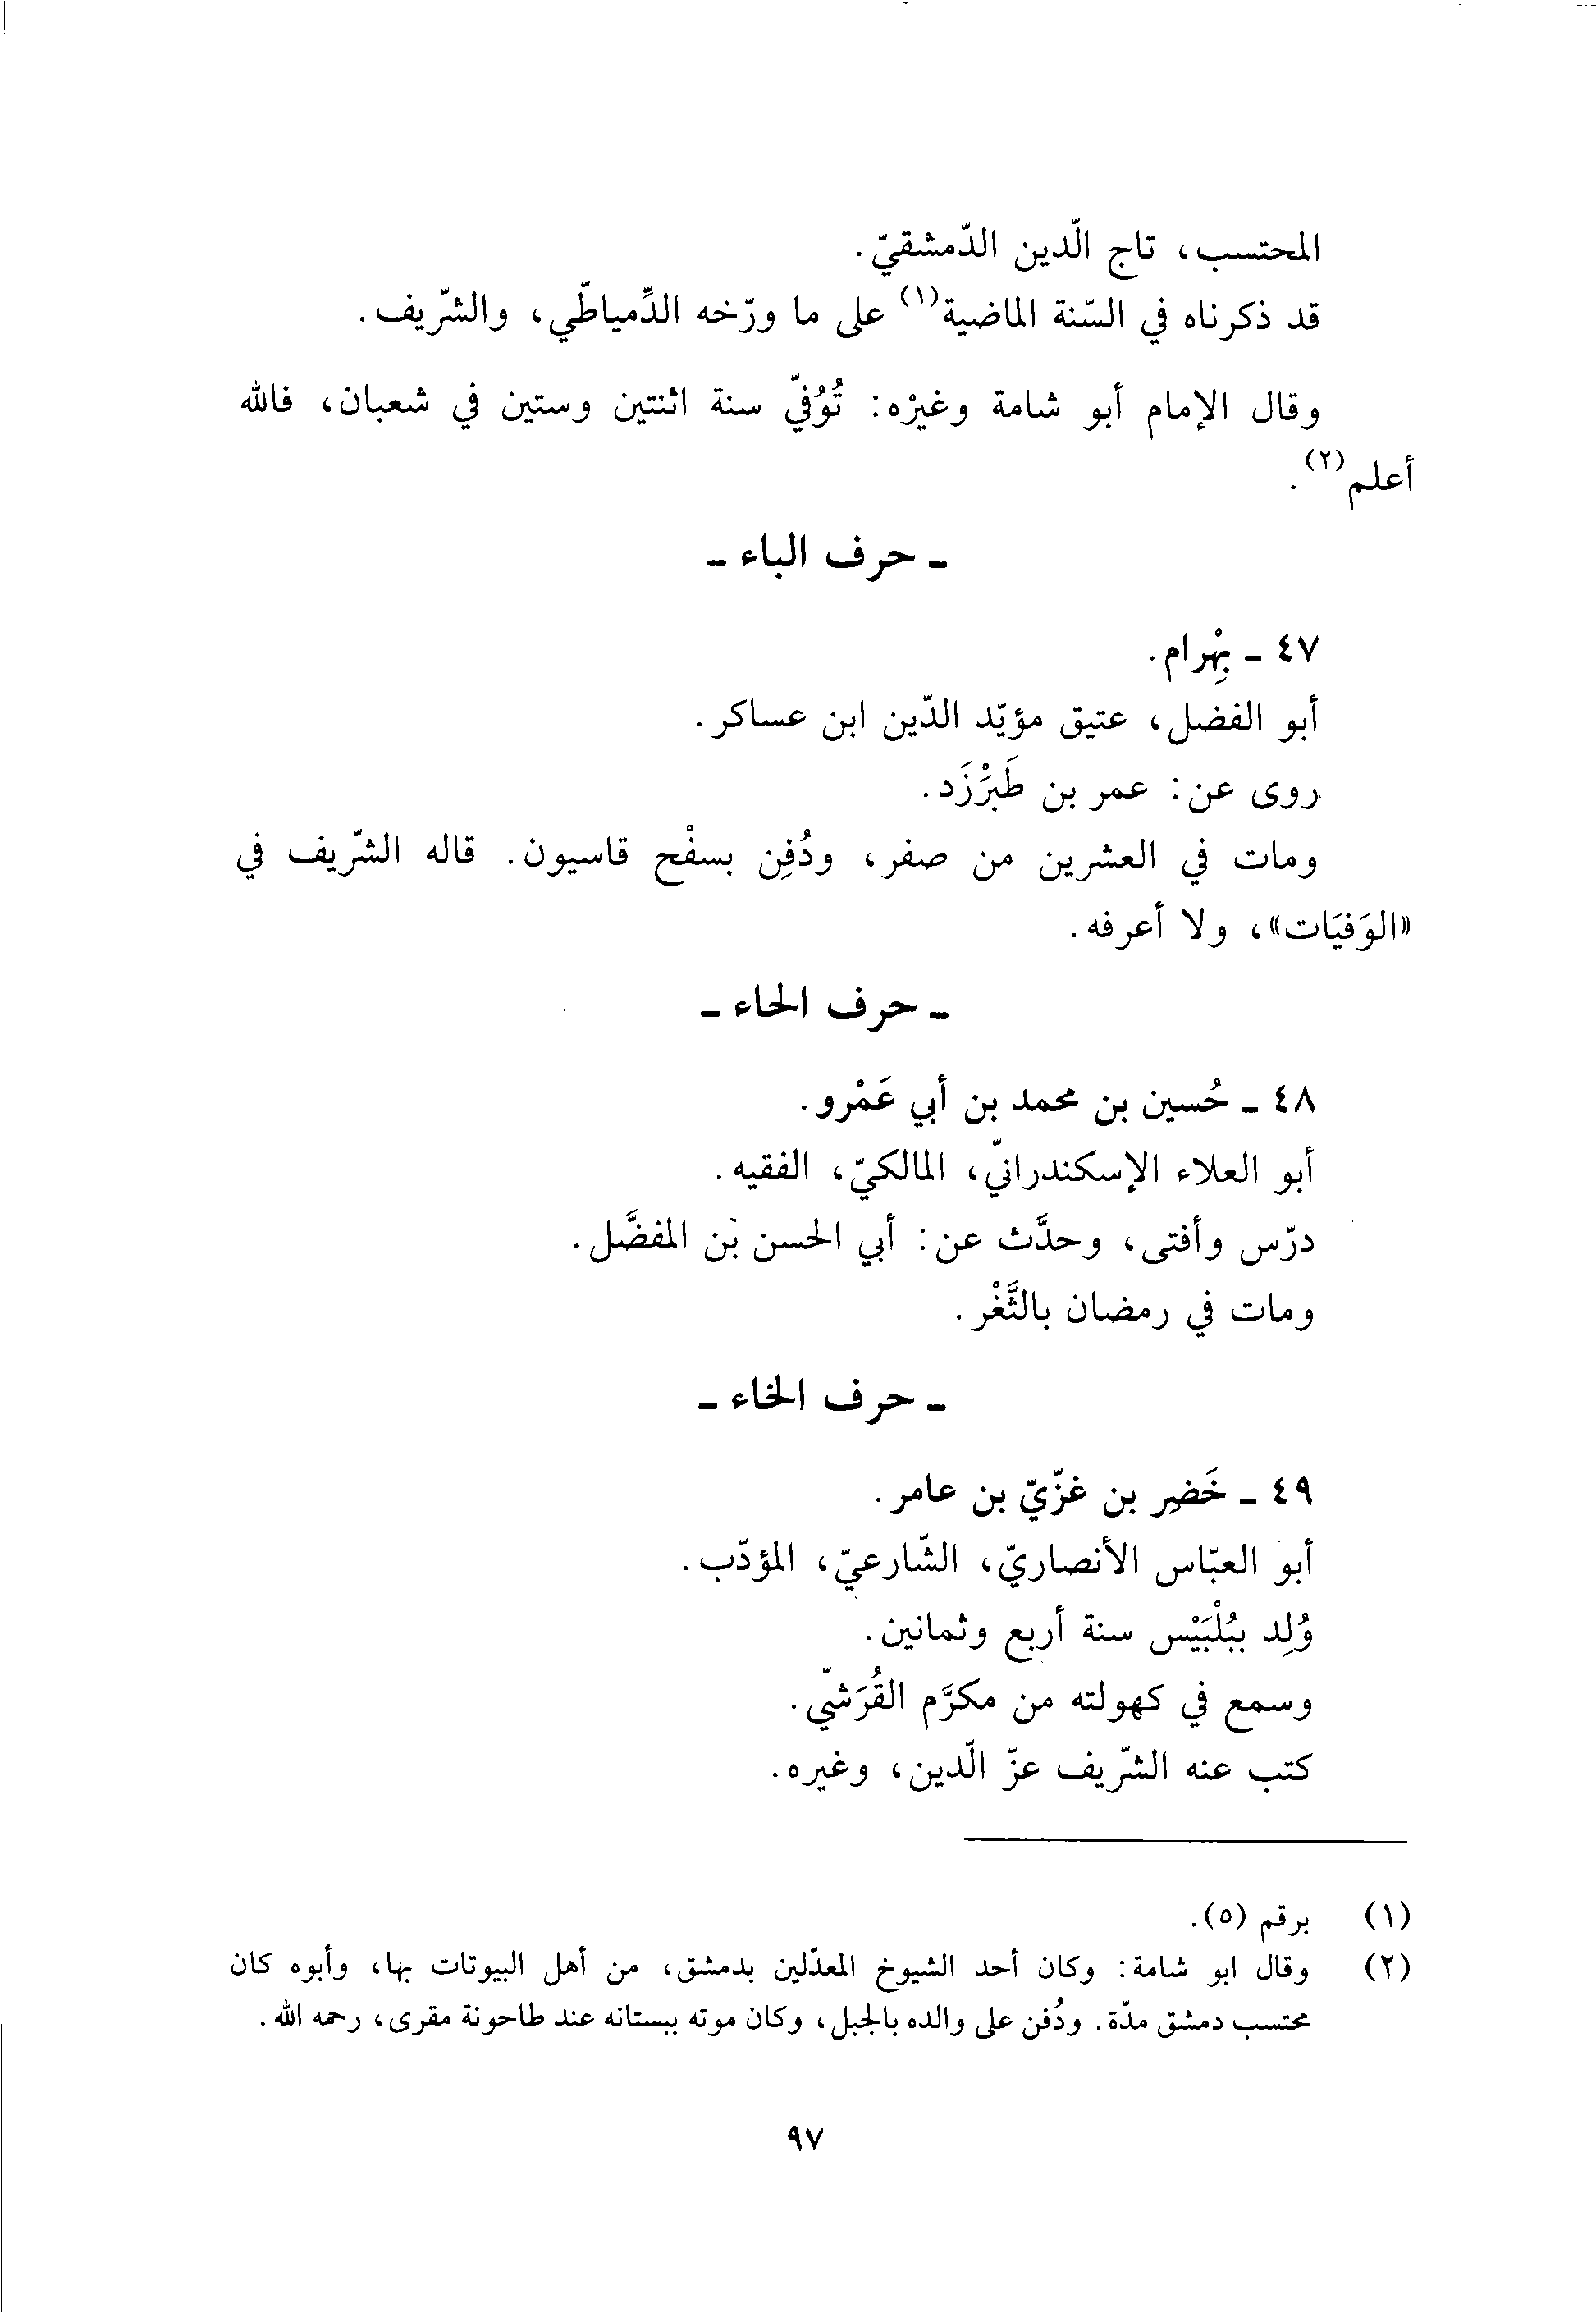 المحتسب، تاج الّدين الدّمشقيّ.
قد ذكرناه في السّنة الماضية(١) على ما ورّخه الدِّمياطّي، والشّريف.
وقال الإمام أبو شامة وغيْره: تُوُفيّ سنة اثنتين وستين في شعبان، فالله
أعلم(٢).
ـ حرف الباء ـ
٤٧ ـ بِهْرام.
أبو الفضل، عتيق مؤيّد الدّين ابن عساكر.
روى عن: عمر بن طَبَرْزَد.
ومات في العشرين من صفر، ودُفِن بسفْح قاسيون. قاله الشّريف في
«الوَفيَات»، ولا أعرفه.
ـ حرف الحاء ـ
٤٨ ـ حُسين بن محمد بن أبي عَمْرو.
أبو العلاء الإسكندرانيّ، المالكيّ، الفقيه.
درّس وأفتى، وحدَّث عن: أبي الحسن بن المفضَّل.
ومات في رمضان بالثَّغْر.
ـ حرف الخاء ـ
٤٩ ـ خَضِر بن غزّيّ بن عامر.
أبو العبّاس الأنصاريّ، الشّارعيّ، المؤدّب.
وُلِد ببُلْبَيْس سنة أربع وثمانين.
وسمع في كهولته من مكرَّم القُرَشيّ.
كتب عنه الشّريف عزّ الّدين، وغيره.
(١) برقم (٥).
(٢) وقال ابو شامة: وكان أحد الشيوخ المعدّلين بدمشق، من أهل البيوتات بها، وأبوه كان
محتسب دمشق مدّة. ودُفن على والده بالجبل، وكان موته ببستانه عند طاحونة مقرى، رحمه الله.
٩٧